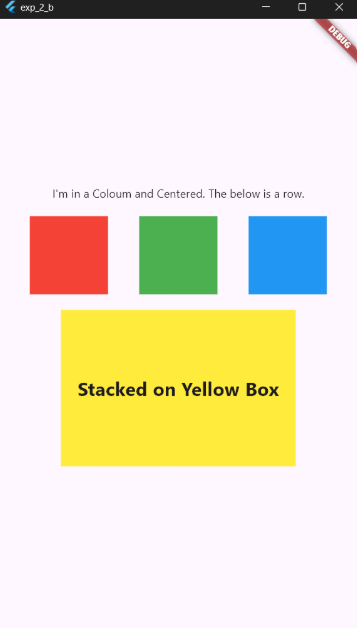 exp_2_b
DEBUG
I'm in a Coloum and Centered. The below is a row.
Stacked on Yellow Box